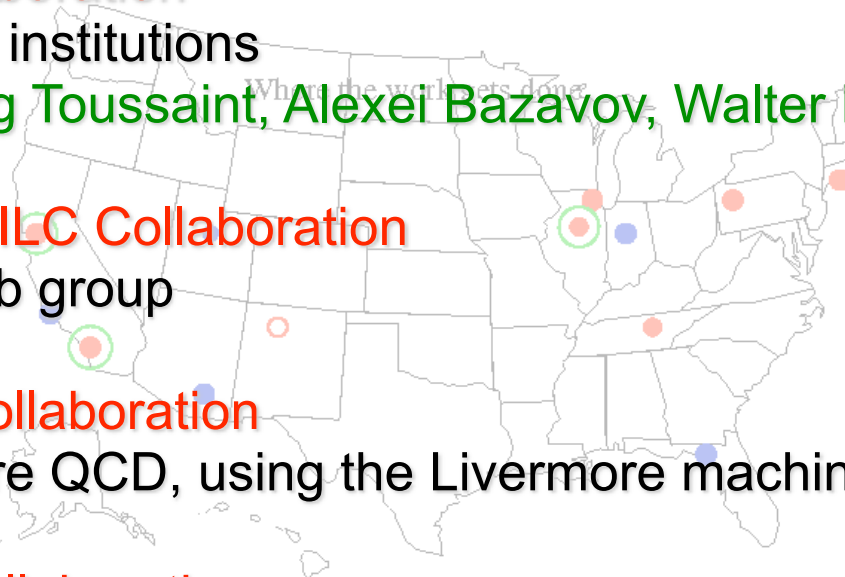 institutions
Where the work gets done
g Toussaint, Alexei Bazavov, Walter
ILC Collaboration
b group
ollaboration
re QCD, using the Livermore machin